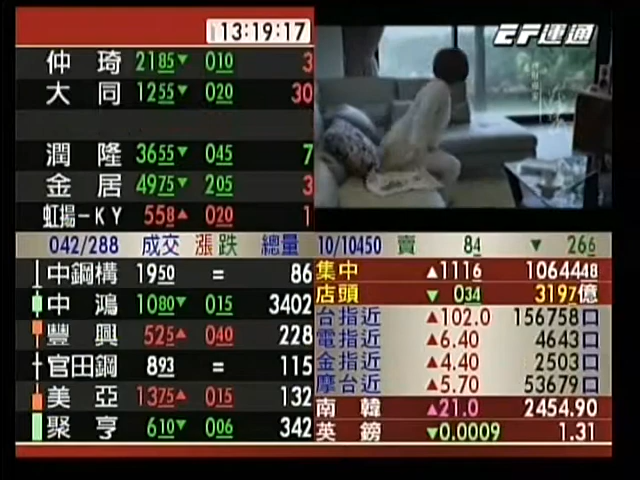 13:19:17
EF運通
仲琦 2185▼ 010 3
大同 1255▼ 020 30
潤隆 3655▼ 045 7
金居 4975▼ 205 3
虹揚-KY 558▲ 020 1
042/288 成交 漲跌 總量
中鋼構 1950 = 86
中鴻 1080▼ 015 3402
豐興 525▲ 040 228
官田鋼 893 = 115
美亞 1375▲ 015 132
聚亨 610▼ 006 342
10/10450 賣 84 ▼ 266
集中 ▲1116 1064448
店頭 ▼034 3197億
台指近 ▲102.0 156758口
電指近 ▲6.40 4643口
金指近 ▲4.40 2503口
摩台近 ▲5.70 53679口
南韓 ▲21.0 2454.90
英鎊 ▼0.0009 1.31